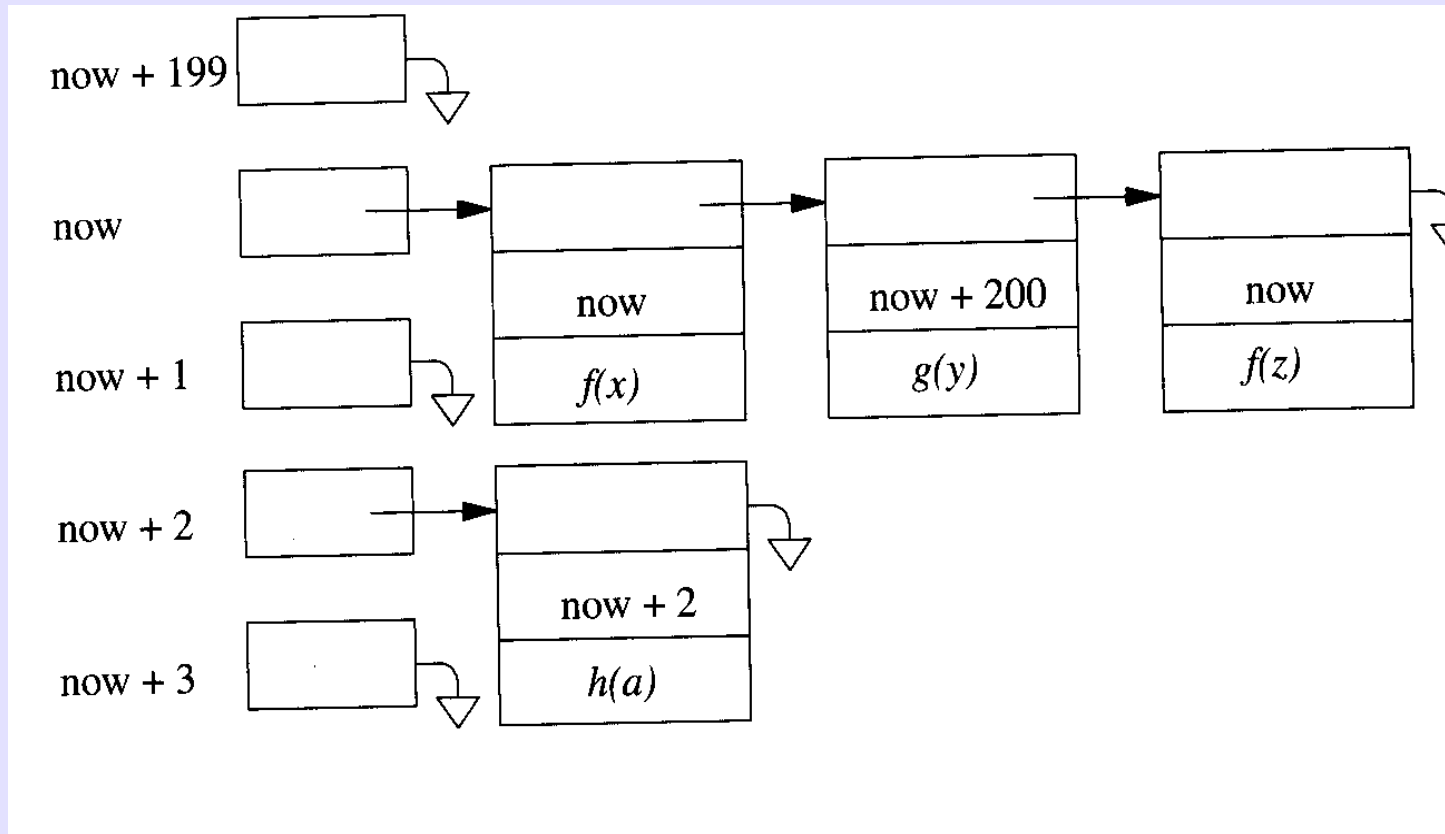 now + 199
now
now
now + 200
now
now + 1
f(x)
g(y)
f(z)
now + 2
now + 2
now + 3
h(a)